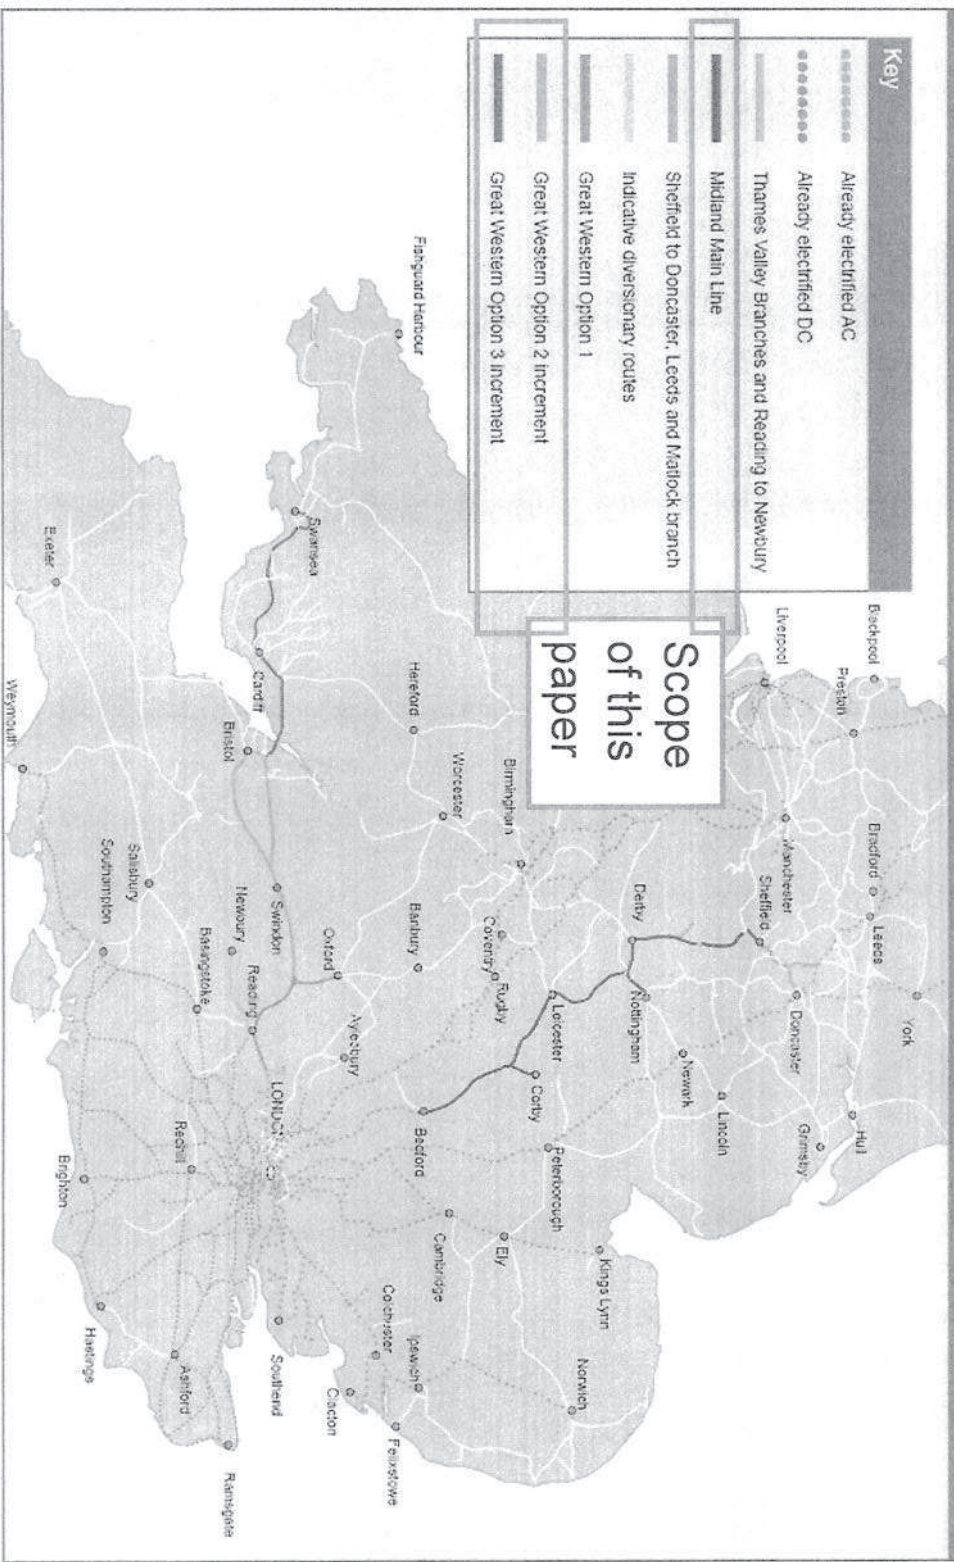 Key
Already electrified AC
Already electrified DC
Thames Valley Branches and Reading to Newbury
Midland Main Line
Sheffield to Doncaster, Leeds and Matlock branch
Indicative diversionary routes
Great Western Option 1
Great Western Option 2 increment
Great Western Option 3 increment
Scope
of this
paper
Blackpool
Preston
Bradford
Leeds
York
Hull
Liverpool
Manchester
Sheffield
Doncaster
Grimsby
Lincoln
Newark
Derby
Nottingham
Kings Lynn
Norwich
Birmingham
Leicester
Corby
Peterborough
Ely
Coventry
Rugby
Worcester
Hereford
Banbury
Bedford
Cambridge
Ipswich
Felixstowe
Colchester
Clacton
Fishguard Harbour
Swansea
Cardiff
Bristol
Swindon
Oxford
Aylesbury
LONDON
Southend
Newbury
Reading
Basingstoke
Redhill
Ashford
Ramsgate
Salisbury
Southampton
Brighton
Hastings
Exeter
Weymouth